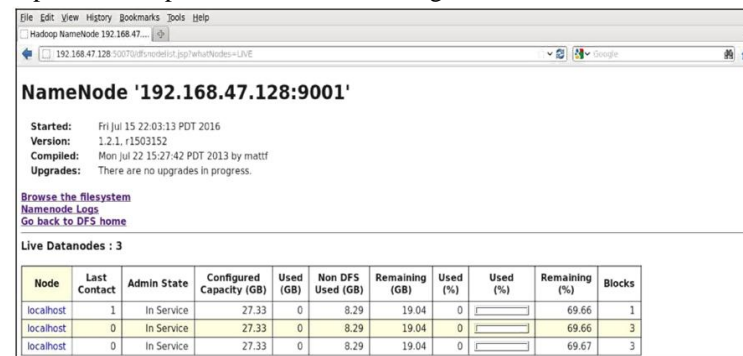 File Edit View History Bookmarks Tools Help
Hadoop NameNode 192.168.47....
192.168.47.128:50070/dfsnodelist.jsp?whatNodes=LIVE Google
NameNode '192.168.47.128:9001'
Started: Fri Jul 15 22:03:13 PDT 2016
Version: 1.2.1, r1503152
Compiled: Mon Jul 22 15:27:42 PDT 2013 by mattf
Upgrades: There are no upgrades in progress.
Browse the filesystem
Namenode Logs
Go back to DFS home
Live Datanodes : 3
Node Last Contact Admin State Configured Capacity (GB) Used (GB) Non DFS Used (GB) Remaining (GB) Used (%) Used (%) Remaining (%) Blocks
localhost 1 In Service 27.33 0 8.29 19.04 0 69.66 1
localhost 0 In Service 27.33 0 8.29 19.04 0 69.66 3
localhost 0 In Service 27.33 0 8.29 19.04 0 69.67 3